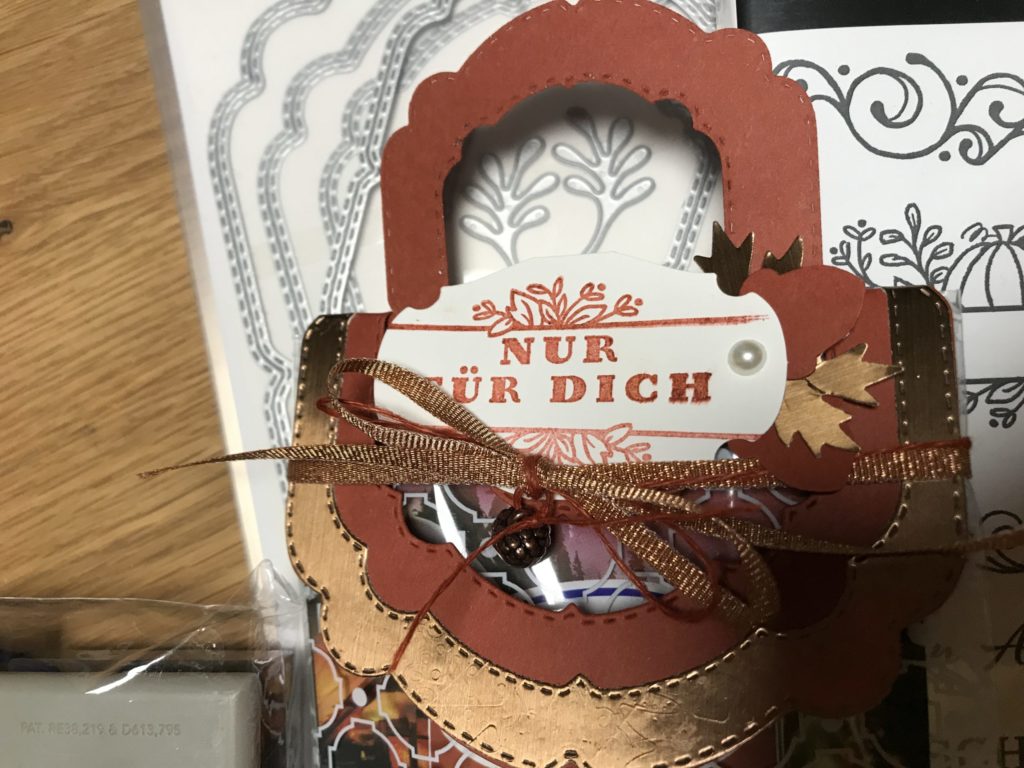 NUR
FÜR DICH
PAT. RE38,219 & D613,795